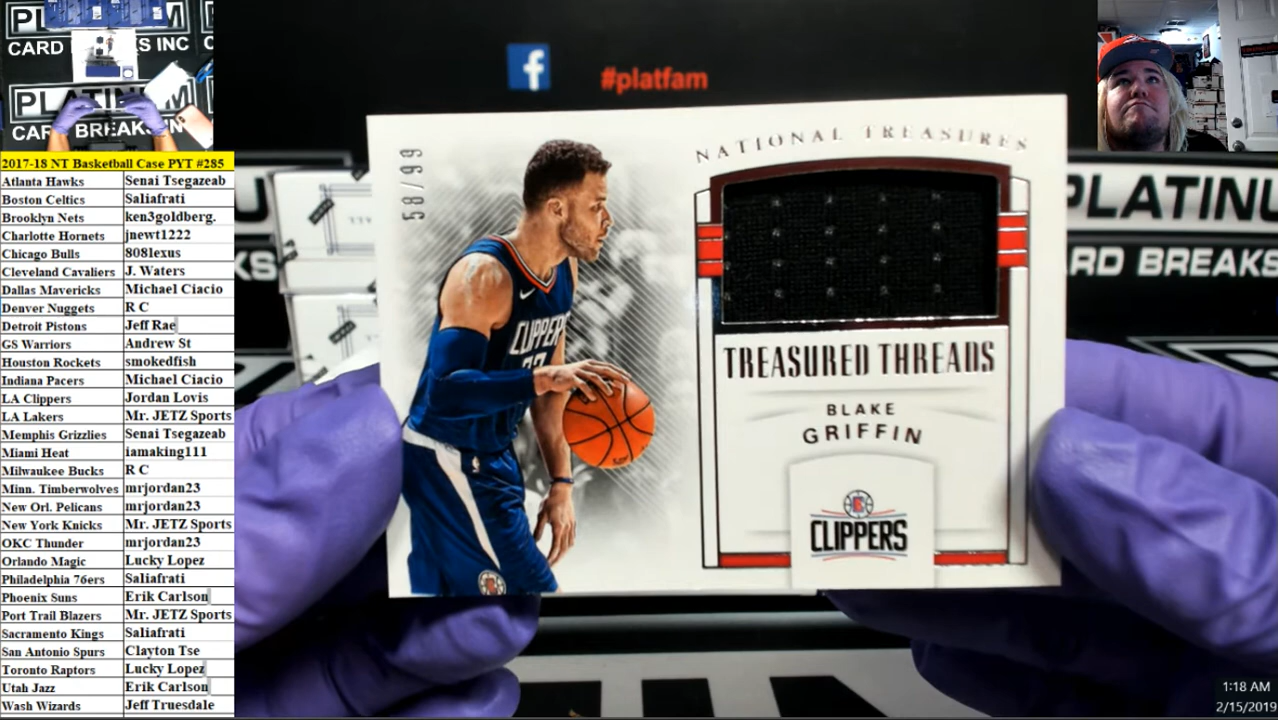 PL
CARD BREAKS INC
PLATINUM
CARD BREAKS IN
#platfam
2017-18 NT Basketball Case PYT #285
Atlanta Hawks Senai Tsegazeab
Boston Celtics Saliafrati
Brooklyn Nets ken3goldberg.
Charlotte Hornets jnewt1222
Chicago Bulls 808lexus
Cleveland Cavaliers J. Waters
Dallas Mavericks Michael Ciacio
Denver Nuggets R C
Detroit Pistons Jeff Rae
GS Warriors Andrew St
Houston Rockets smokedfish
Indiana Pacers Michael Ciacio
LA Clippers Jordan Lovis
LA Lakers Mr. JETZ Sports
Memphis Grizzlies Senai Tsegazeab
Miami Heat iamaking111
Milwaukee Bucks R C
Minn. Timberwolves mrjordan23
New Orl. Pelicans mrjordan23
New York Knicks Mr. JETZ Sports
OKC Thunder mrjordan23
Orlando Magic Lucky Lopez
Philadelphia 76ers Saliafrati
Phoenix Suns Erik Carlson
Port Trail Blazers Mr. JETZ Sports
Sacramento Kings Saliafrati
San Antonio Spurs Clayton Tse
Toronto Raptors Lucky Lopez
Utah Jazz Erik Carlson
Wash Wizards Jeff Truesdale
58/99
NATIONAL TREASURES
CLIPPERS
TREASURED THREADS
BLAKE
GRIFFIN
CLIPPERS
U
KS
PLATINU
RD BREAKS
1:18 AM
2/15/2019